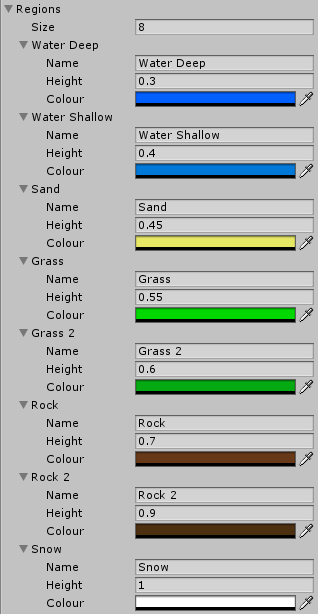 Regions
Size 8
Water Deep
Name Water Deep
Height 0.3
Colour
Water Shallow
Name Water Shallow
Height 0.4
Colour
Sand
Name Sand
Height 0.45
Colour
Grass
Name Grass
Height 0.55
Colour
Grass 2
Name Grass 2
Height 0.6
Colour
Rock
Name Rock
Height 0.7
Colour
Rock 2
Name Rock 2
Height 0.9
Colour
Snow
Name Snow
Height 1
Colour